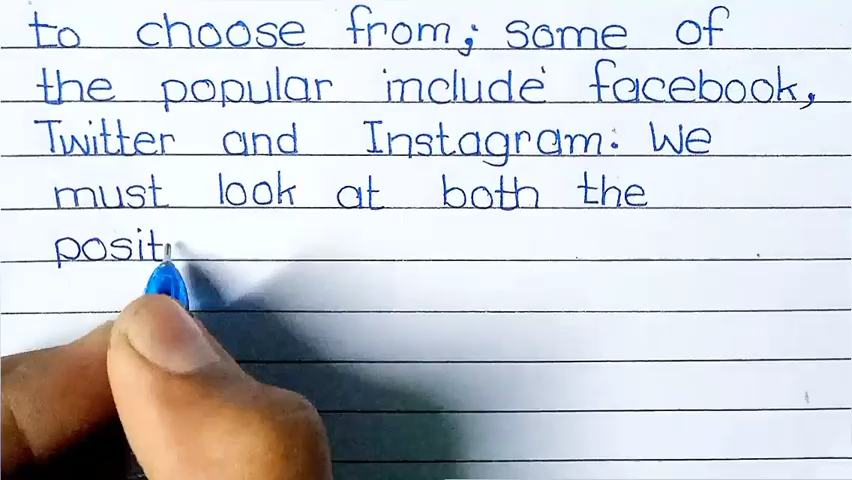 to choose from; some of
the popular include facebook,
Twitter and Instagram. We
must look at both the
posit